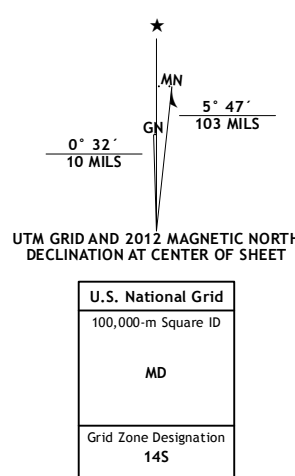 ★
MN
GN
5° 47´
103 MILS
0° 32´
10 MILS
UTM GRID AND 2012 MAGNETIC NORTH
DECLINATION AT CENTER OF SHEET
U.S. National Grid
100,000-m Square ID
MD
Grid Zone Designation
14S